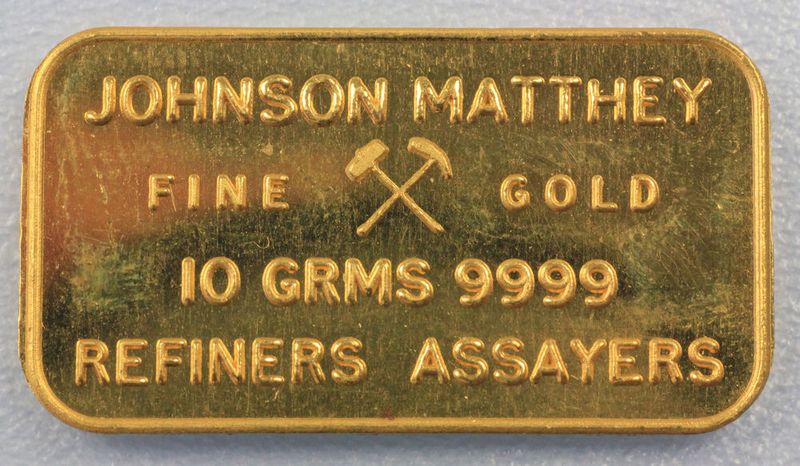 JOHNSON MATTHEY
FINE GOLD
10 GRMS 9999
REFINERS ASSAYERS